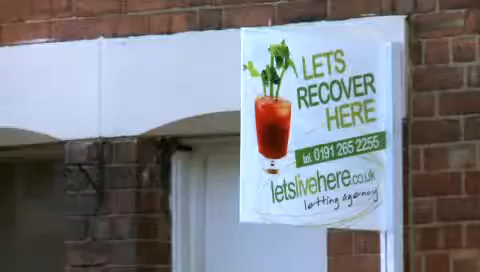 LETS
RECOVER
HERE
tel. 0191 265 2255
letslivehere.co.uk
letting agency